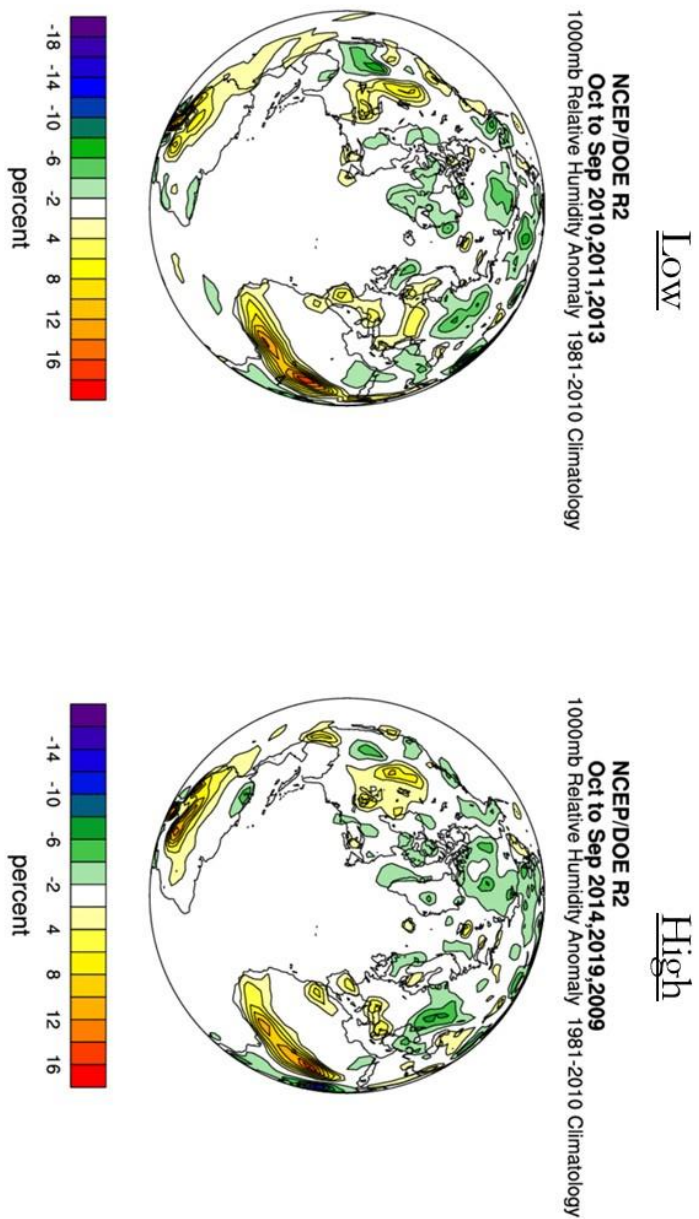 Low
NCEP/DOE R2
Oct to Sep 2010,2011,2013
1000mb Relative Humidity Anomaly 1981-2010 Climatology
-18 -14 -10 -6 -2 4 8 12 16
percent
High
NCEP/DOE R2
Oct to Sep 2014,2019,2009
1000mb Relative Humidity Anomaly 1981-2010 Climatology
-14 -10 -6 -2 4 8 12 16
percent